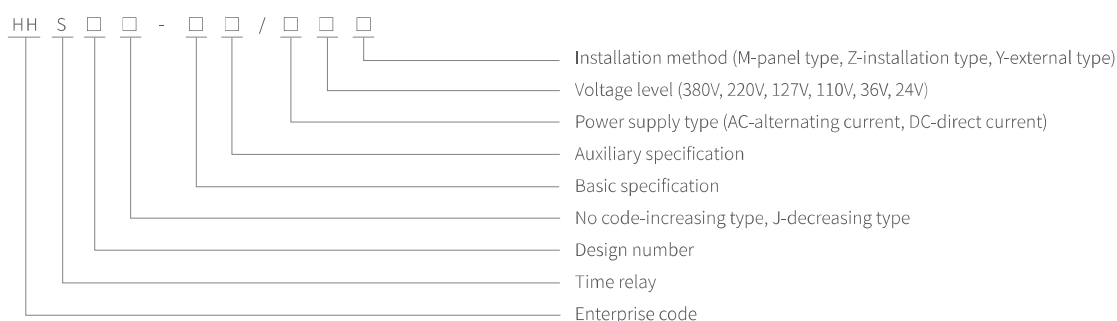 HH S □ □ - □ □ / □ □ □
Installation method (M-panel type, Z-installation type, Y-external type)
Voltage level (380V, 220V, 127V, 110V, 36V, 24V)
Power supply type (AC-alternating current, DC-direct current)
Auxiliary specification
Basic specification
No code-increasing type, J-decreasing type
Design number
Time relay
Enterprise code